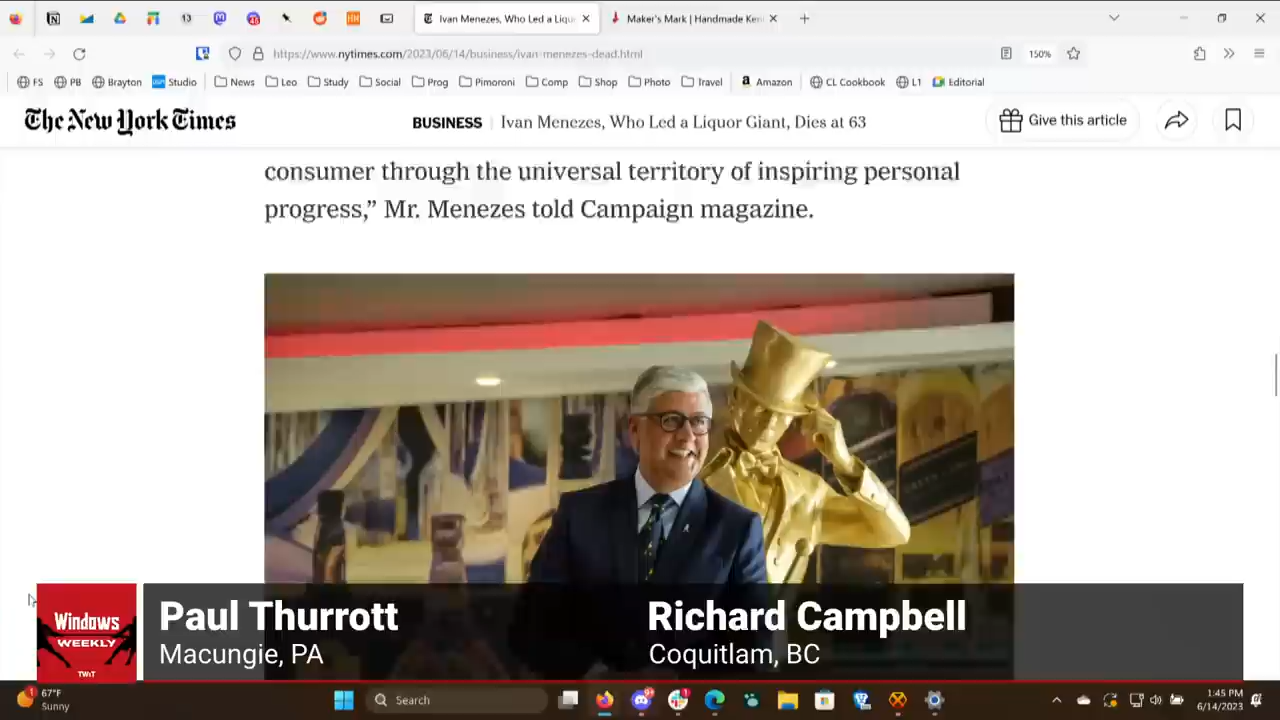 13
Ivan Menezes, Who Led a Liqu
Maker's Mark | Handmade Ken
https://www.nytimes.com/2023/06/14/business/ivan-menezes-dead.html
150%
FS
PB
Brayton
Studio
News
Leo
Study
Social
Prog
Pimoroni
Comp
Shop
Photo
Travel
Amazon
CL Cookbook
L1
Editorial
The New York Times
BUSINESS | Ivan Menezes, Who Led a Liquor Giant, Dies at 63
Give this article
consumer through the universal territory of inspiring personal
progress,” Mr. Menezes told Campaign magazine.
Windows
WEEKLY
TWiT
Paul Thurrott
Macungie, PA
Richard Campbell
Coquitlam, BC
67°F
Sunny
Search
1:45 PM
6/14/2023